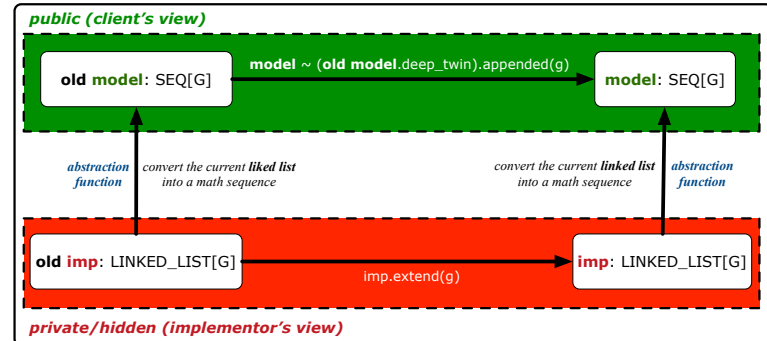 public (client's view)
model ~ (old model.deep_twin).appended(g)
old model: SEQ[G]
model: SEQ[G]
abstraction
function
convert the current liked list
into a math sequence
convert the current linked list
into a math sequence
abstraction
function
old imp: LINKED_LIST[G]
imp: LINKED_LIST[G]
imp.extend(g)
private/hidden (implementor's view)